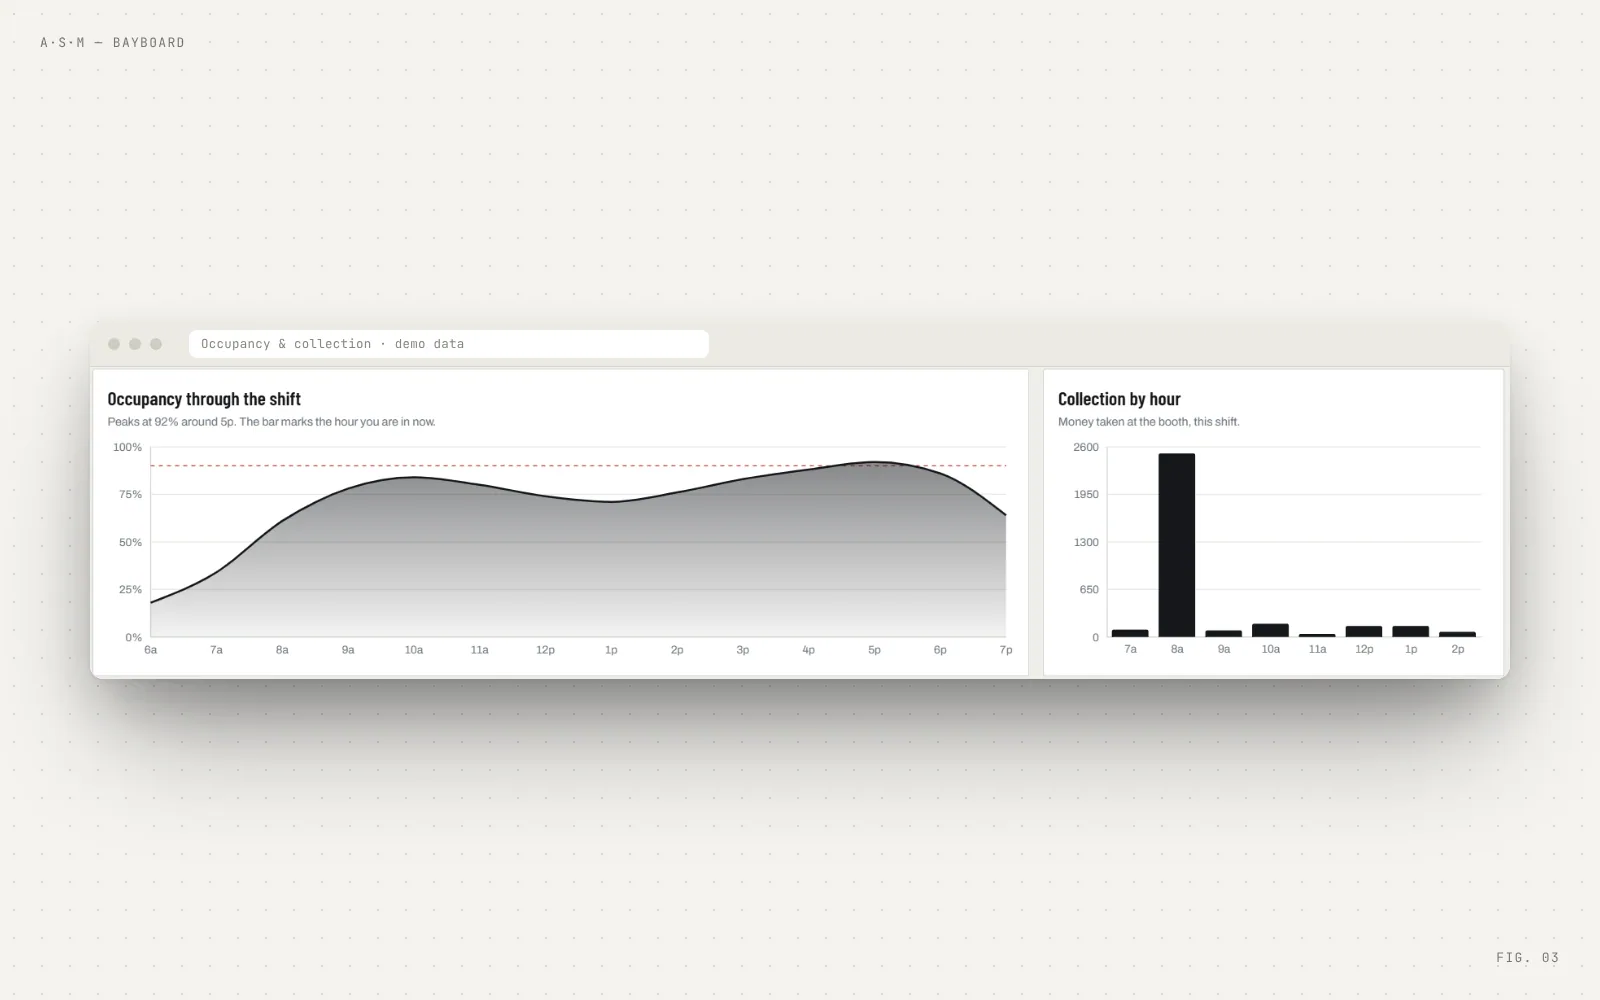 A·S·M — BAYBOARD
Occupancy & collection · demo data
Occupancy through the shift
Peaks at 92% around 5p. The bar marks the hour you are in now.
100%
75%
50%
25%
0%
6a 7a 8a 9a 10a 11a 12p 1p 2p 3p 4p 5p 6p 7p
Collection by hour
Money taken at the booth, this shift.
2600
1950
1300
650
0
7a 8a 9a 10a 11a 12p 1p 2p
FIG. 03